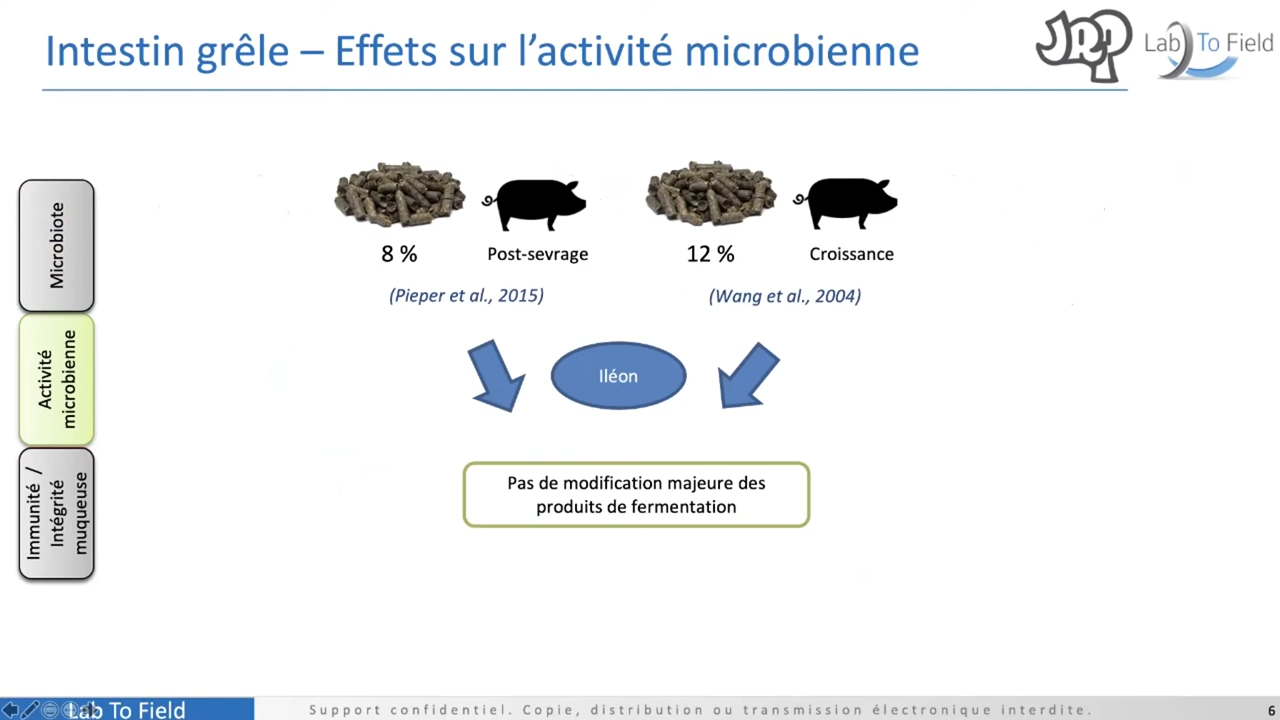 Intestin grêle – Effets sur l’activité microbienne
JRP
Lab To Field
Microbiote
Activité
microbienne
Immunité /
Intégrité
muqueuse
8 %
Post-sevrage
12 %
Croissance
(Pieper et al., 2015)
(Wang et al., 2004)
Iléon
Pas de modification majeure des
produits de fermentation
Lab To Field
Support confidentiel. Copie, distribution ou transmission électronique interdite.
6